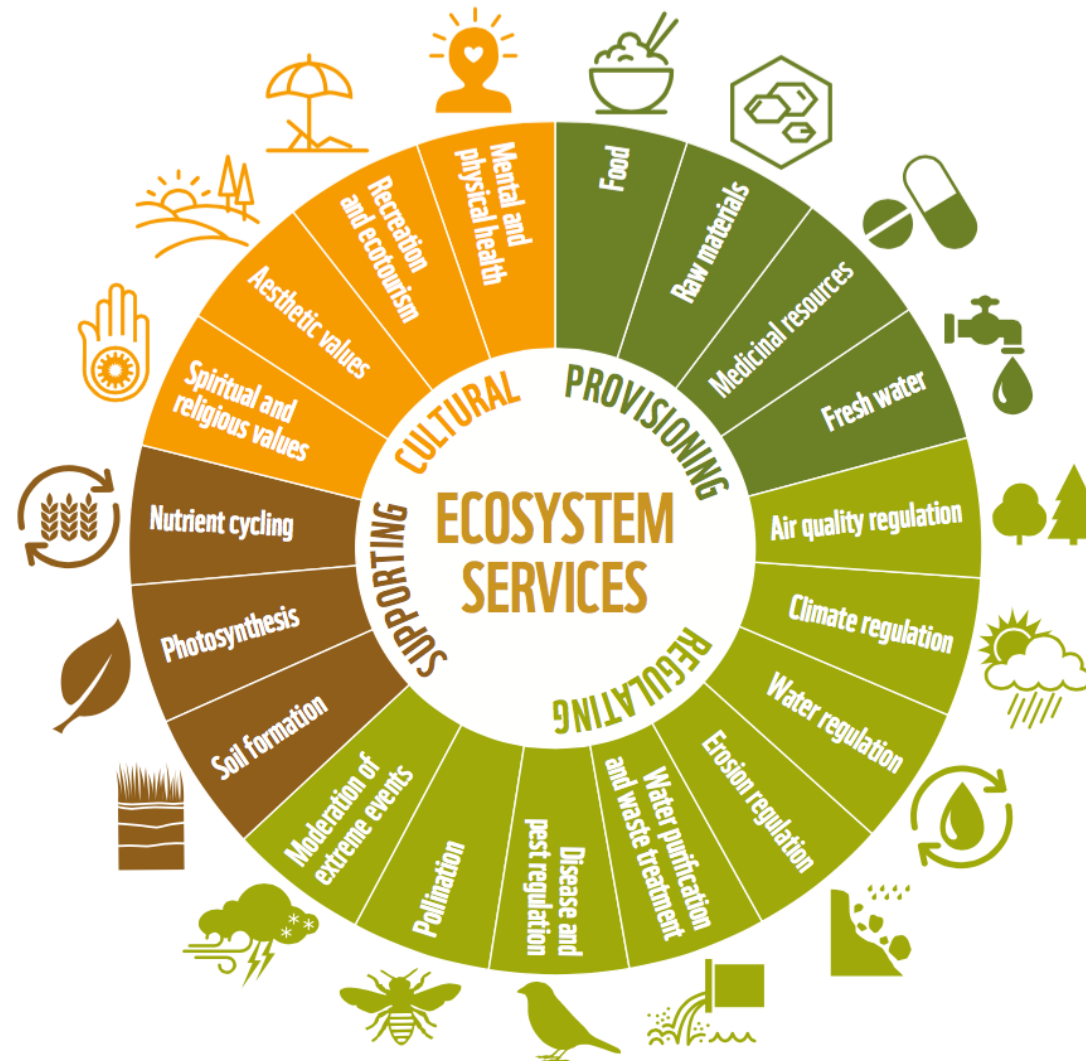 ECOSYSTEM
SERVICES
PROVISIONING
Food
Raw materials
Medicinal resources
Fresh water
REGULATING
Air quality regulation
Climate regulation
Water regulation
Erosion regulation
Water purification
and waste treatment
Disease and
pest regulation
Pollination
Moderation of
extreme events
SUPPORTING
Soil formation
Photosynthesis
Nutrient cycling
CULTURAL
Spiritual and
religious values
Aesthetic values
Recreation
and ecotourism
Mental and
physical health